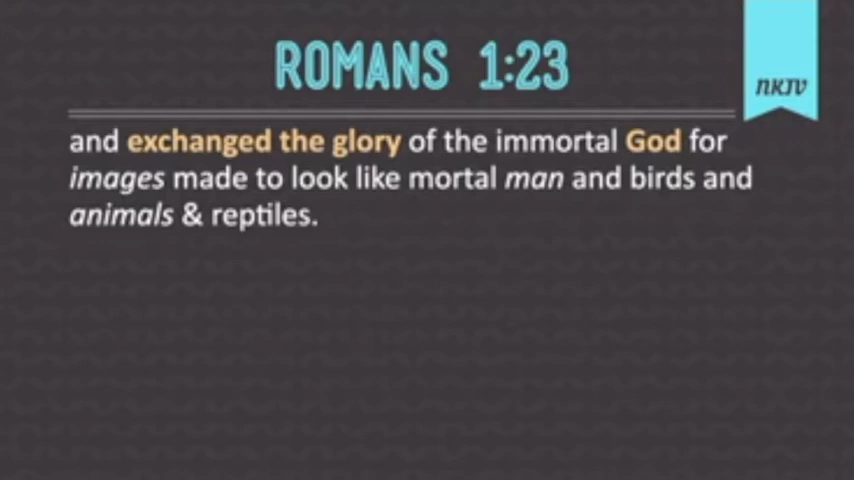 ROMANS 1:23
NKJV
and exchanged the glory of the immortal God for
images made to look like mortal man and birds and
animals & reptiles.